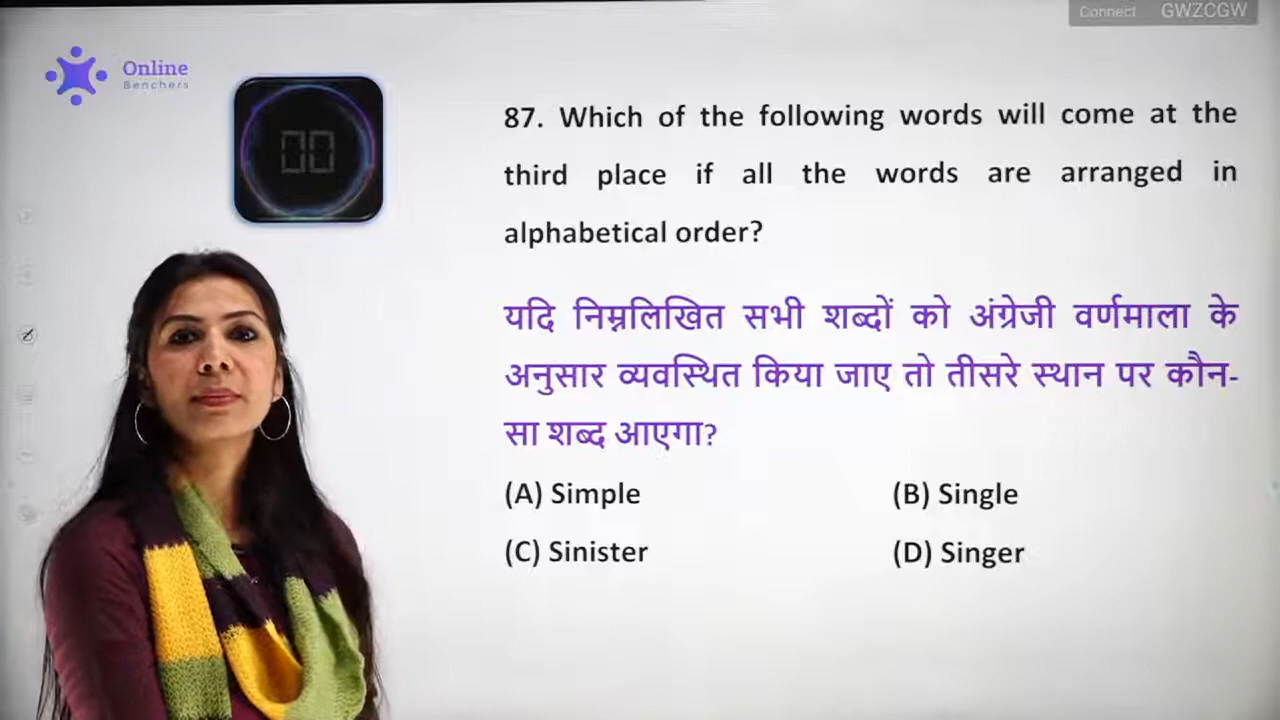 Connect GWZCGW
Online
Benchers
00
87. Which of the following words will come at the
third place if all the words are arranged in
alphabetical order?
यदि निम्नलिखित सभी शब्दों को अंग्रेजी वर्णमाला के
अनुसार व्यवस्थित किया जाए तो तीसरे स्थान पर कौन-
सा शब्द आएगा?
(A) Simple (B) Single
(C) Sinister (D) Singer